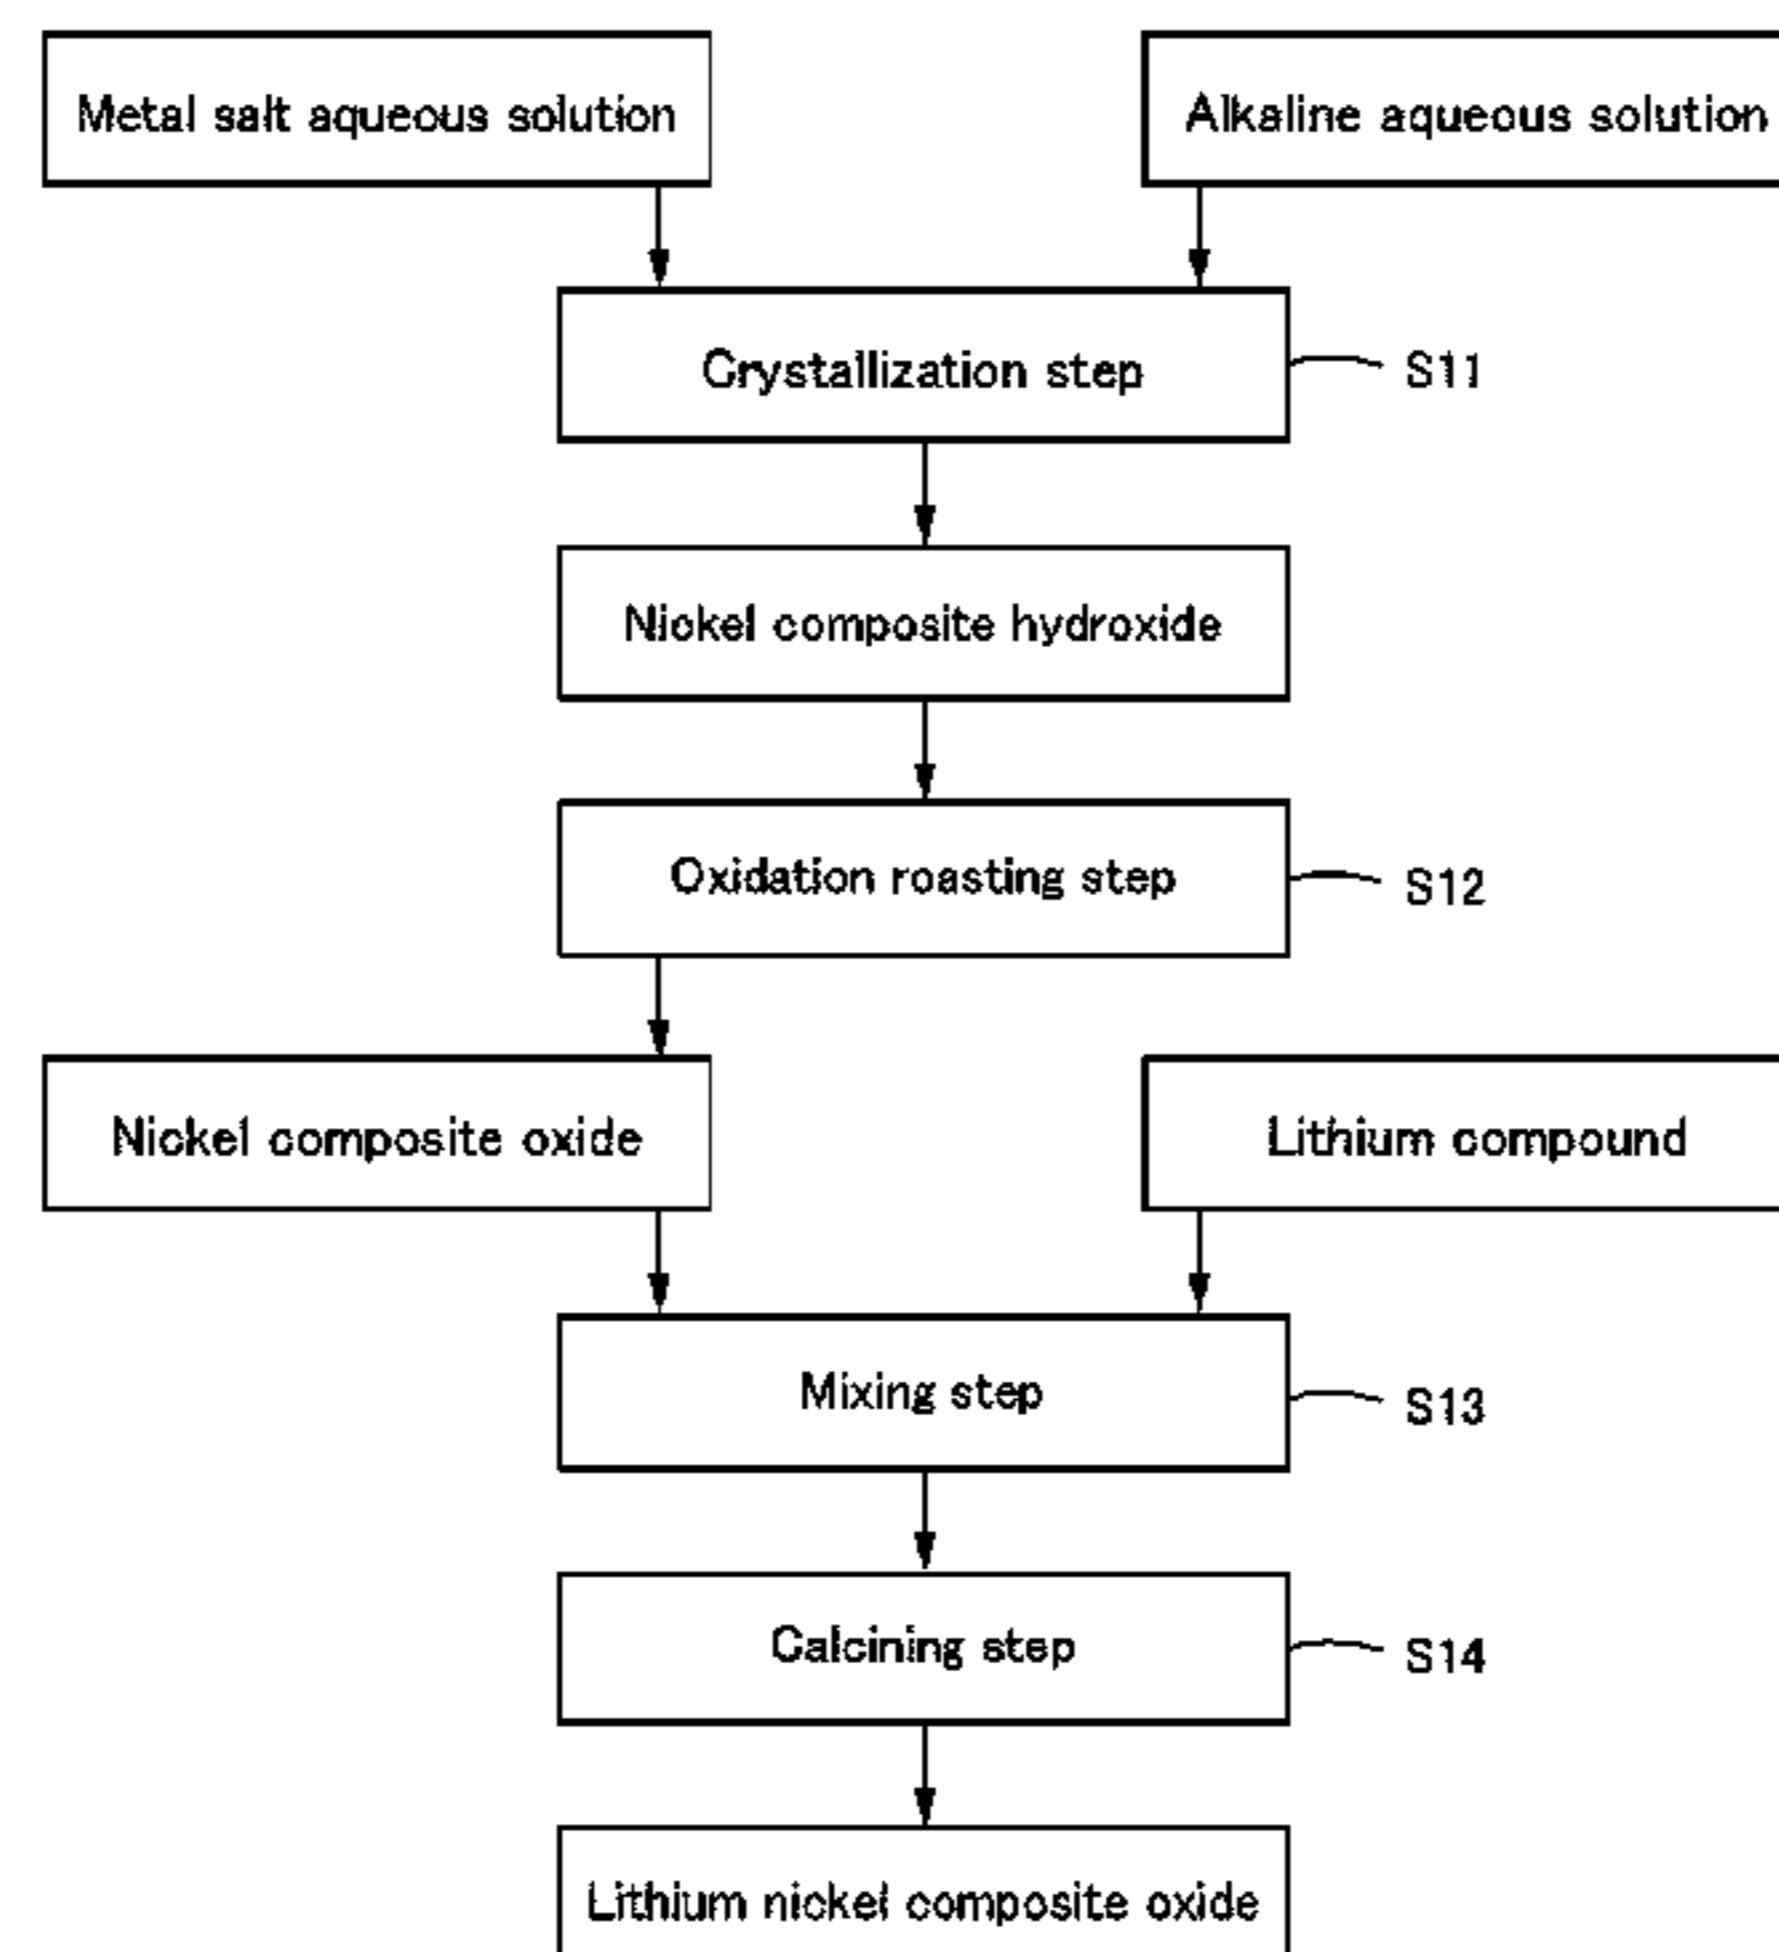 Metal salt aqueous solution
Alkaline aqueous solution
Crystallization step
S11
Nickel composite hydroxide
Oxidation roasting step
S12
Nickel composite oxide
Lithium compound
Mixing step
S13
Calcining step
S14
Lithium nickel composite oxide